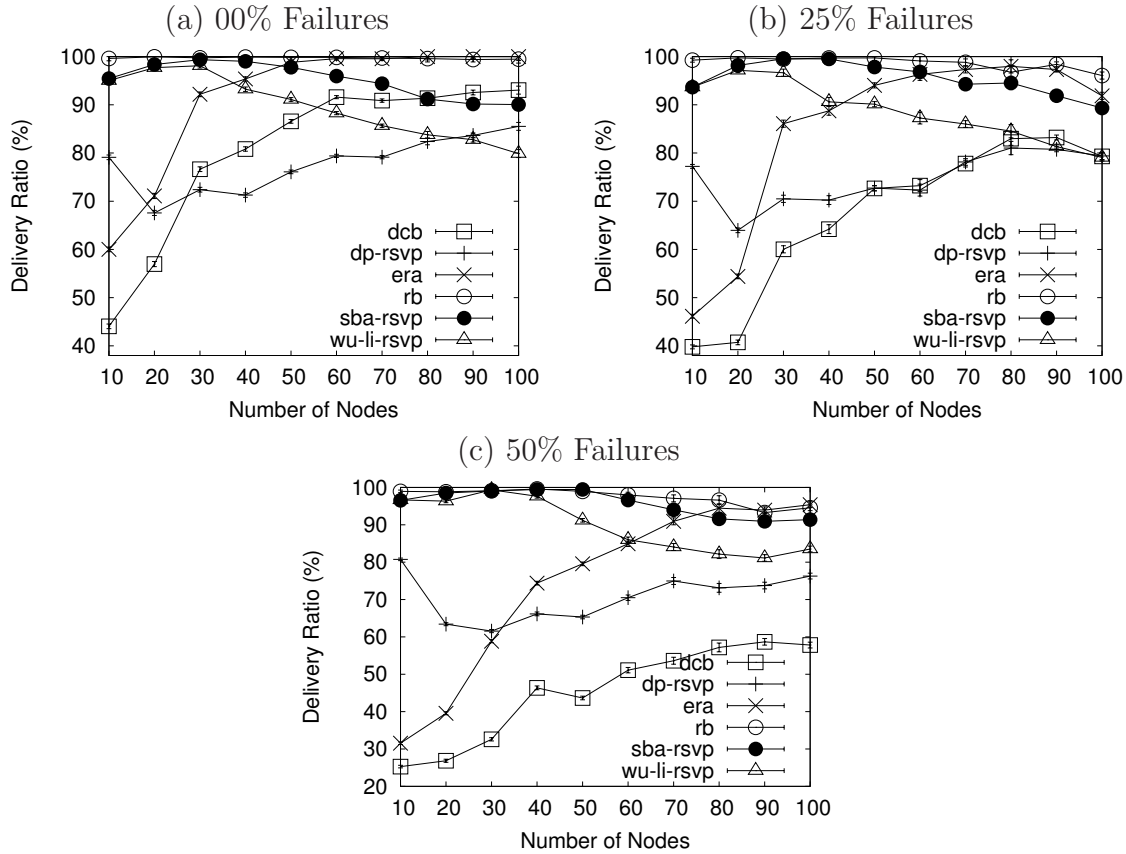 (a) 00% Failures
100
90
80
70
60
50
40
10 20 30 40 50 60 70 80 90 100
Delivery Ratio (%)
Number of Nodes
dcb
dp-rsvp
era
rb
sba-rsvp
wu-li-rsvp
(b) 25% Failures
100
90
80
70
60
50
40
10 20 30 40 50 60 70 80 90 100
Delivery Ratio (%)
Number of Nodes
dcb
dp-rsvp
era
rb
sba-rsvp
wu-li-rsvp
(c) 50% Failures
100
90
80
70
60
50
40
30
20
10 20 30 40 50 60 70 80 90 100
Delivery Ratio (%)
Number of Nodes
dcb
dp-rsvp
era
rb
sba-rsvp
wu-li-rsvp